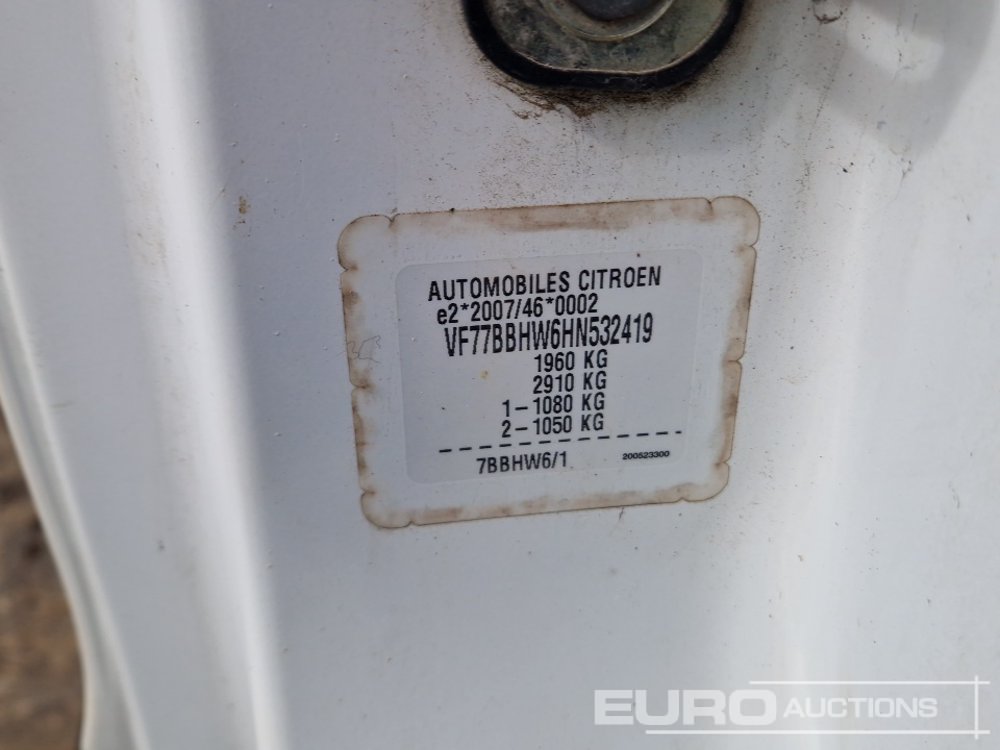 AUTOMOBILES CITROEN
e2*2007/46*0002
VF77BBHW6HN532419
1960 KG
2910 KG
1-1080 KG
2-1050 KG
7BBHW6/1 200523300
EURO AUCTIONS